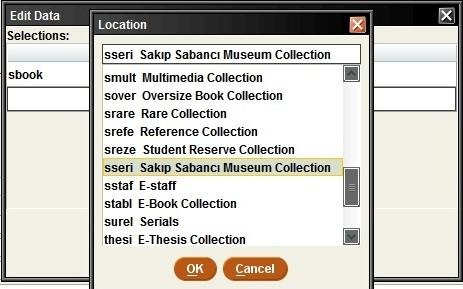 Edit Data
Location
Selections:
sseri Sakıp Sabancı Museum Collection
sbook
smult Multimedia Collection
sover Oversize Book Collection
srare Rare Collection
srefe Reference Collection
sreze Student Reserve Collection
sseri Sakıp Sabancı Museum Collection
sstaf E-staff
stabl E-Book Collection
surel Serials
thesi E-Thesis Collection
OK Cancel